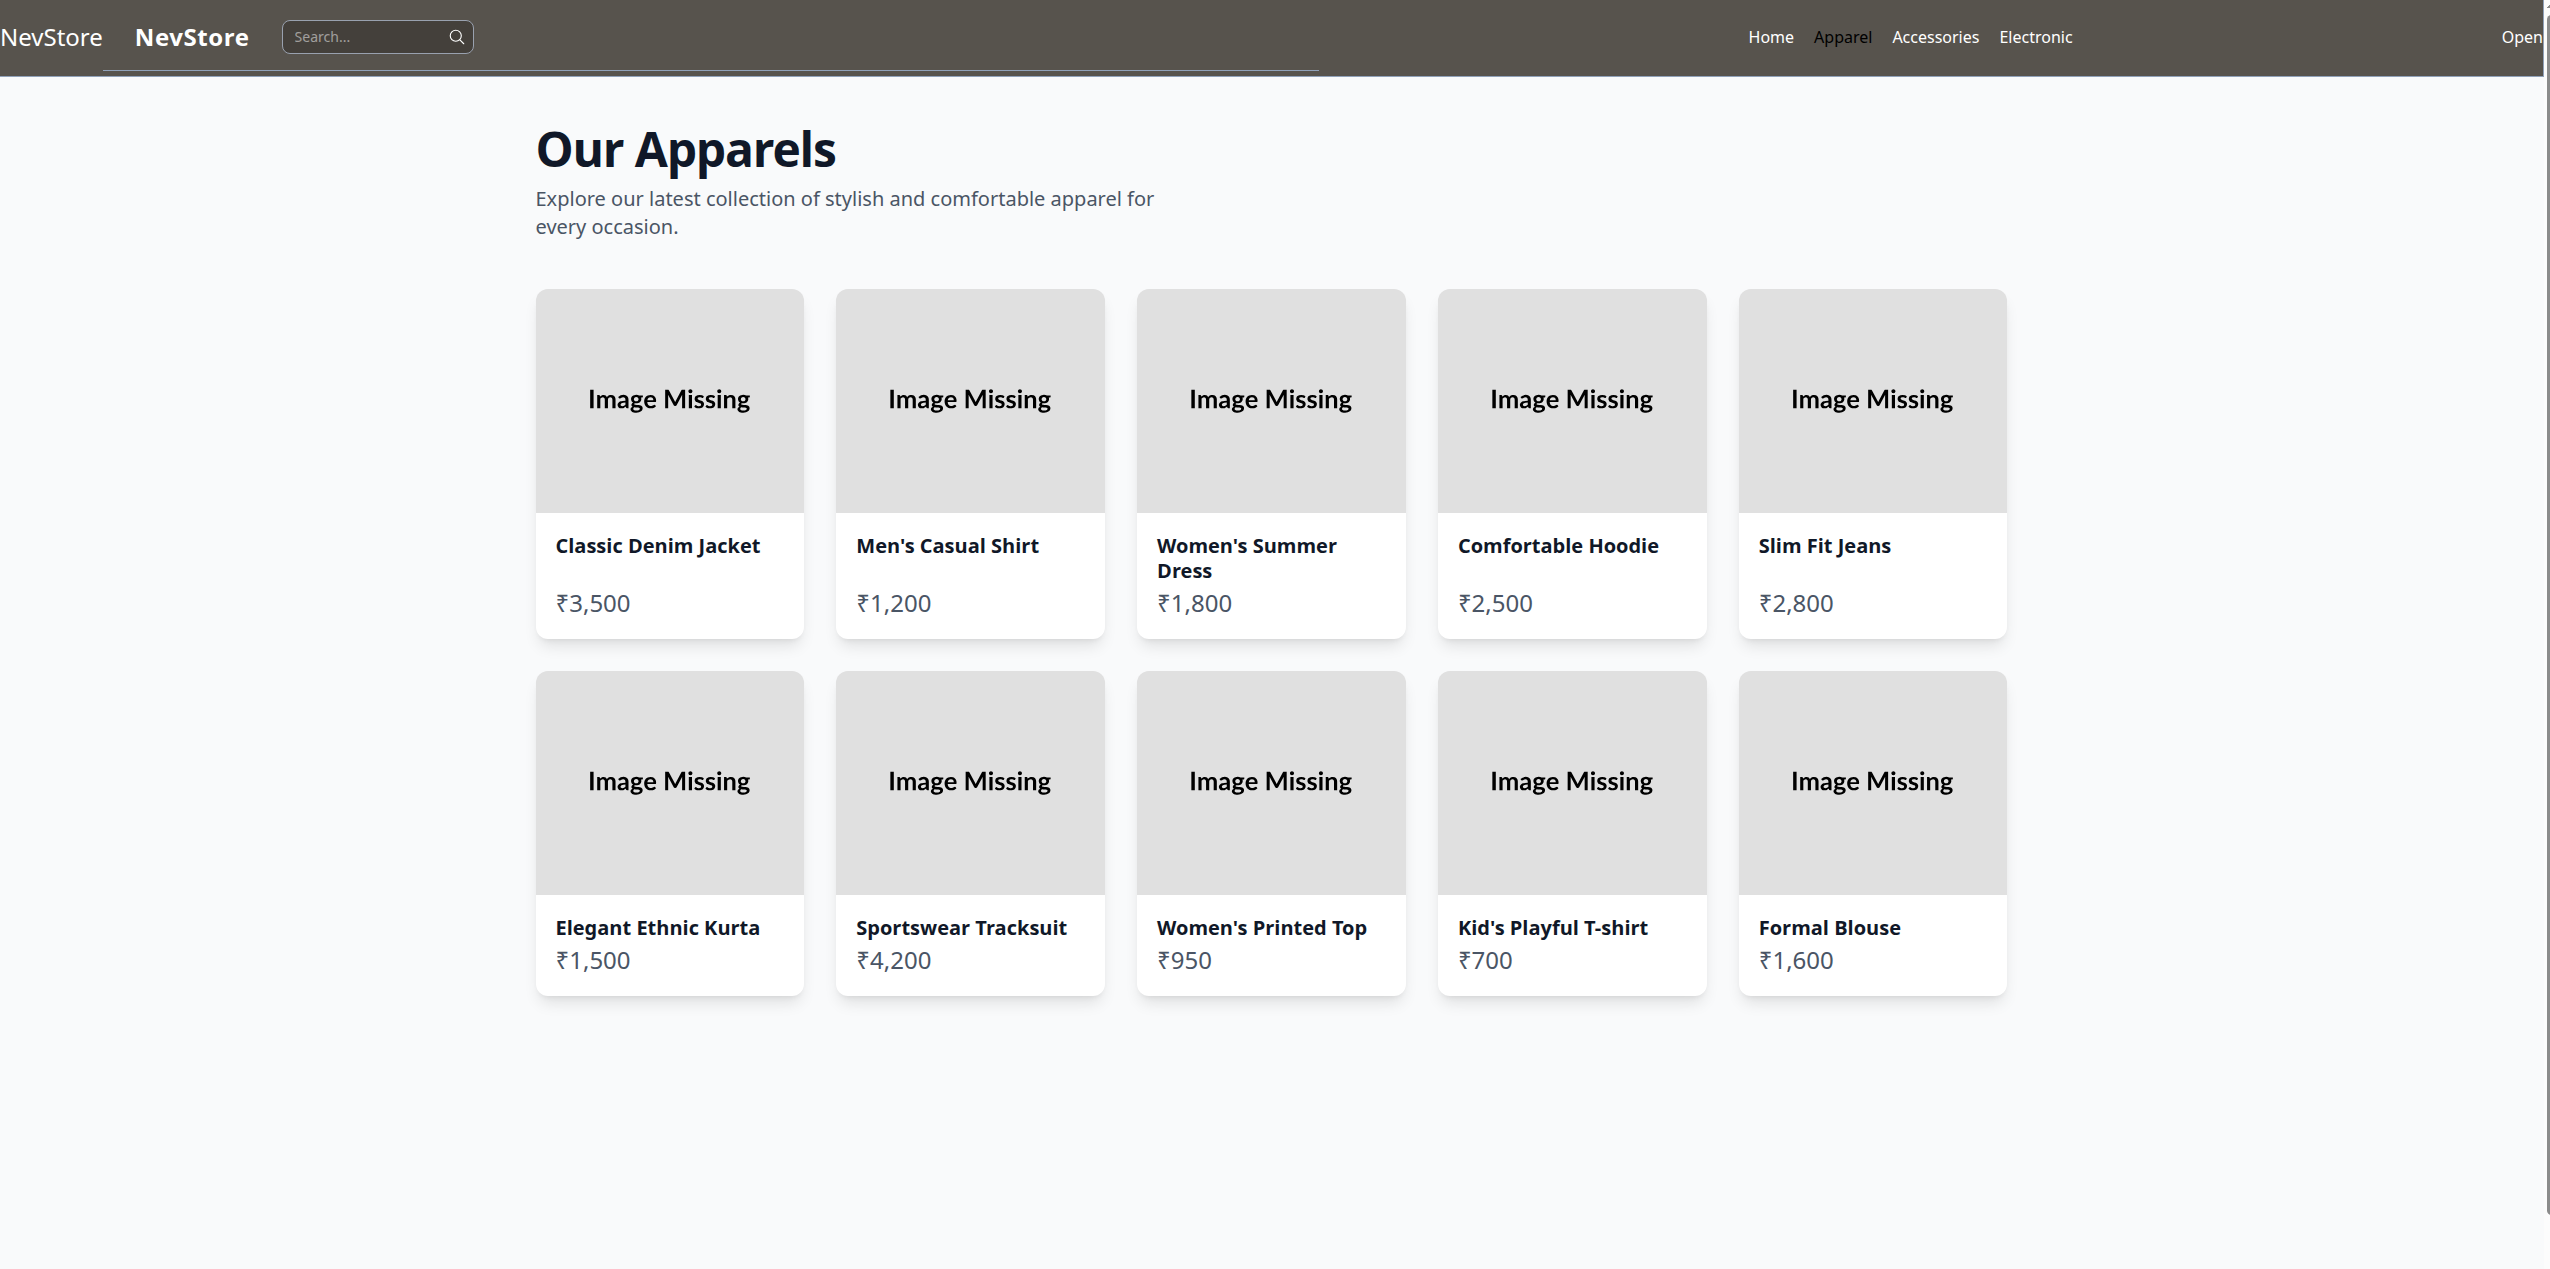 NevStore NevStore Search... Home Apparel Accessories Electronic Open
Our Apparels
Explore our latest collection of stylish and comfortable apparel for
every occasion.
Image Missing Image Missing Image Missing Image Missing Image Missing
Classic Denim Jacket
₹3,500
Men's Casual Shirt
₹1,200
Women's Summer
Dress
₹1,800
Comfortable Hoodie
₹2,500
Slim Fit Jeans
₹2,800
Image Missing Image Missing Image Missing Image Missing Image Missing
Elegant Ethnic Kurta
₹1,500
Sportswear Tracksuit
₹4,200
Women's Printed Top
₹950
Kid's Playful T-shirt
₹700
Formal Blouse
₹1,600